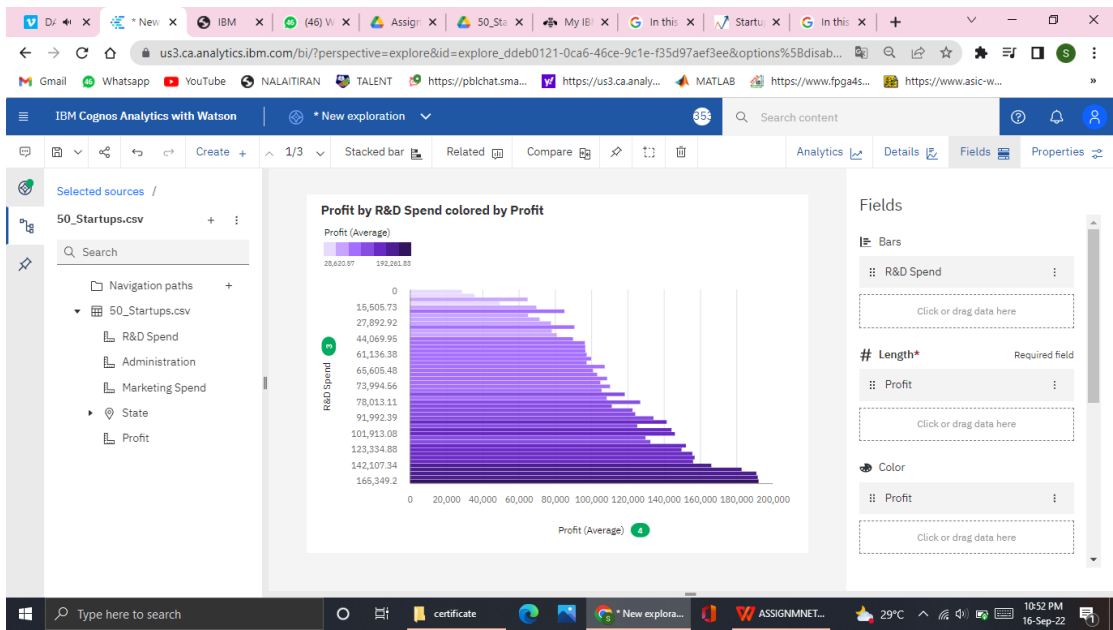 DA
* New
IBM
(46) W
Assign
50_Sta
My IBI
In this
Startu
In this
us3.ca.analytics.ibm.com/bi/?perspective=explore&id=explore_ddeb0121-0ca6-46ce-9c1e-f35d97aef3ee&options%5Bdisab...
S
Gmail
Whatsapp
YouTube
NALAITIRAN
TALENT
https://pblchat.sma...
https://us3.ca.analy...
MATLAB
https://www.fpga4s...
https://www.asic-w...
»
IBM Cognos Analytics with Watson
* New exploration
353
Search content
Create +
1/3
Stacked bar
Related
Compare
Analytics
Details
Fields
Properties
Selected sources /
50_Startups.csv
Search
Navigation paths
50_Startups.csv
R&D Spend
Administration
Marketing Spend
State
Profit
Profit by R&D Spend colored by Profit
Profit (Average)
28,620.57 192,261.83
R&D Spend
3
0
15,505.73
27,892.92
44,069.95
61,136.38
65,605.48
73,994.66
78,013.11
91,992.39
101,913.08
123,334.88
142,107.34
165,349.2
0 20,000 40,000 60,000 80,000 100,000 120,000 140,000 160,000 180,000 200,000
Profit (Average) 4
Fields
Bars
R&D Spend
Click or drag data here
# Length* Required field
Profit
Click or drag data here
Color
Profit
Click or drag data here
Type here to search
certificate
* New explora...
ASSIGNMNET...
29°C
10:52 PM
16-Sep-22
1